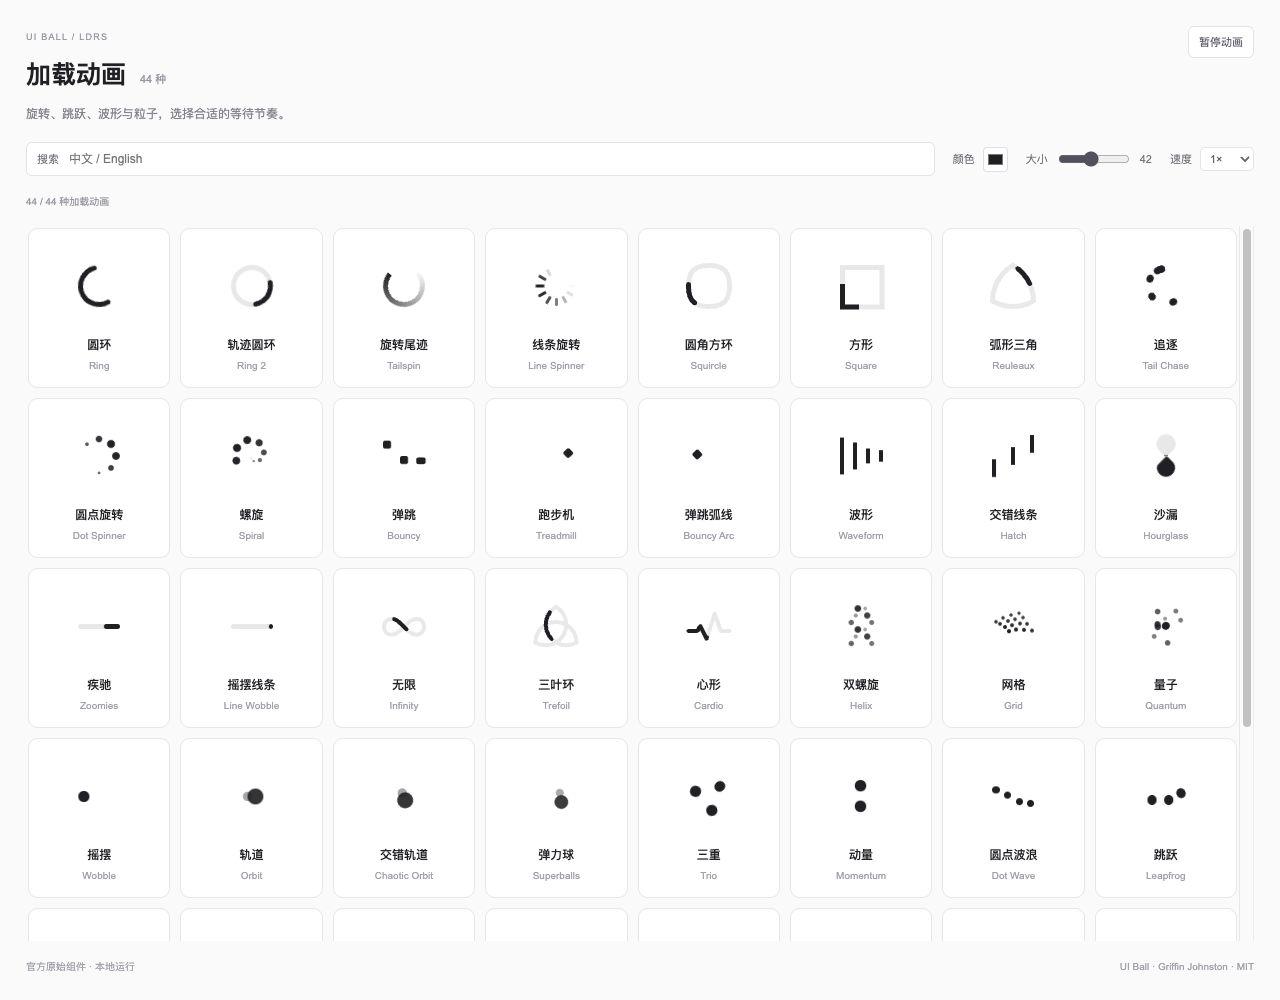 UI BALL / LDRS
暂停动画
加载动画 44 种
旋转、跳跃、波形与粒子，选择合适的等待节奏。
搜索 中文 / English
颜色
大小 42
速度 1×
44 / 44 种加载动画
圆环
Ring
轨迹圆环
Ring 2
旋转尾迹
Tailspin
线条旋转
Line Spinner
圆角方环
Squircle
方形
Square
弧形三角
Reuleaux
追逐
Tail Chase
圆点旋转
Dot Spinner
螺旋
Spiral
弹跳
Bouncy
跑步机
Treadmill
弹跳弧线
Bouncy Arc
波形
Waveform
交错线条
Hatch
沙漏
Hourglass
疾驰
Zoomies
摇摆线条
Line Wobble
无限
Infinity
三叶环
Trefoil
心形
Cardio
双螺旋
Helix
网格
Grid
量子
Quantum
摇摆
Wobble
轨道
Orbit
交错轨道
Chaotic Orbit
弹力球
Superballs
三重
Trio
动量
Momentum
圆点波浪
Dot Wave
跳跃
Leapfrog
官方原始组件 · 本地运行
UI Ball · Griffin Johnston · MIT